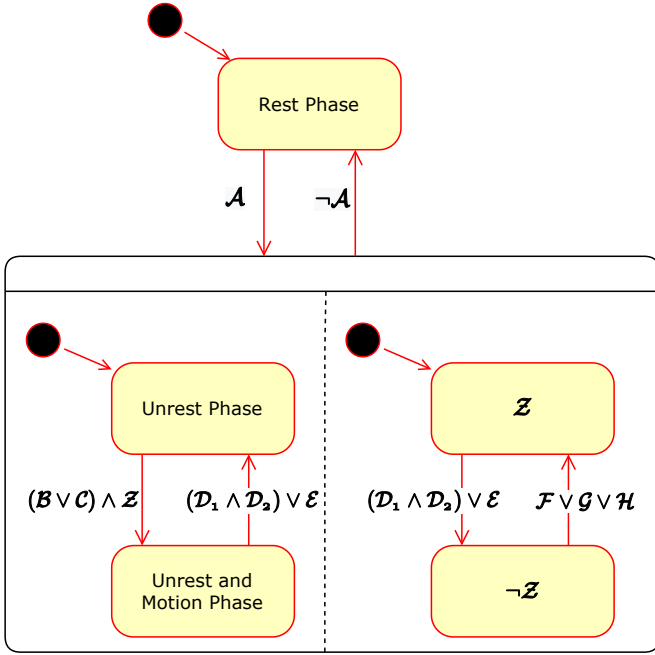 Rest Phase
𝓐
¬𝓐
Unrest Phase
𝓩
(𝓑 ∨ 𝓒) ∧ 𝓩
(𝓓₁ ∧ 𝓓₂) ∨ 𝓔
(𝓓₁ ∧ 𝓓₂) ∨ 𝓔
𝓕 ∨ 𝓖 ∨ 𝓗
Unrest and
Motion Phase
¬𝓩